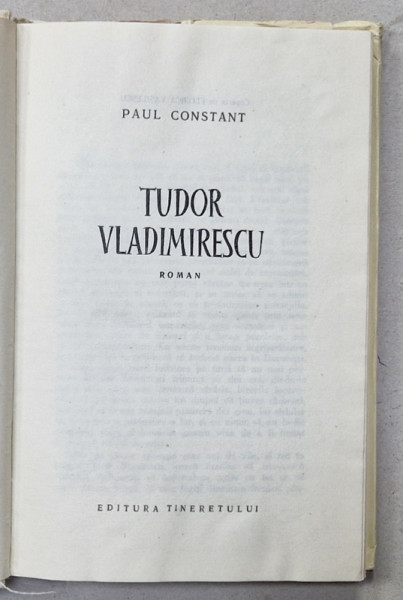 PAUL CONSTANT
TUDOR
VLADIMIRESCU
ROMAN
EDITURA TINERETULUI